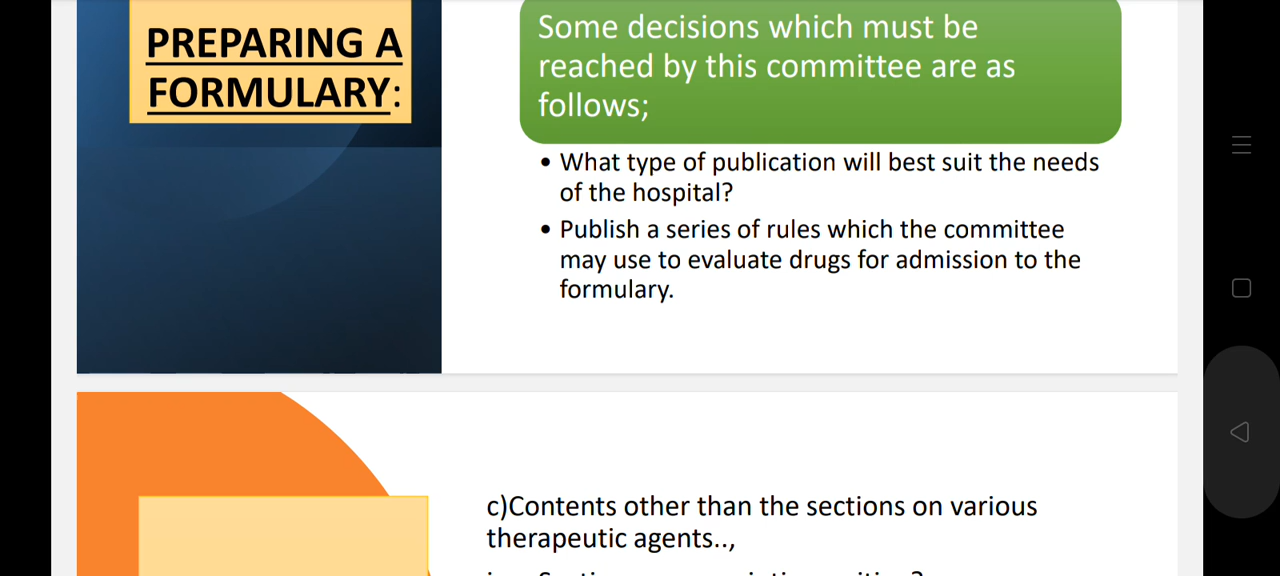 PREPARING A
FORMULARY:
Some decisions which must be
reached by this committee are as
follows;
• What type of publication will best suit the needs
of the hospital?
• Publish a series of rules which the committee
may use to evaluate drugs for admission to the
formulary.
c)Contents other than the sections on various
therapeutic agents..,